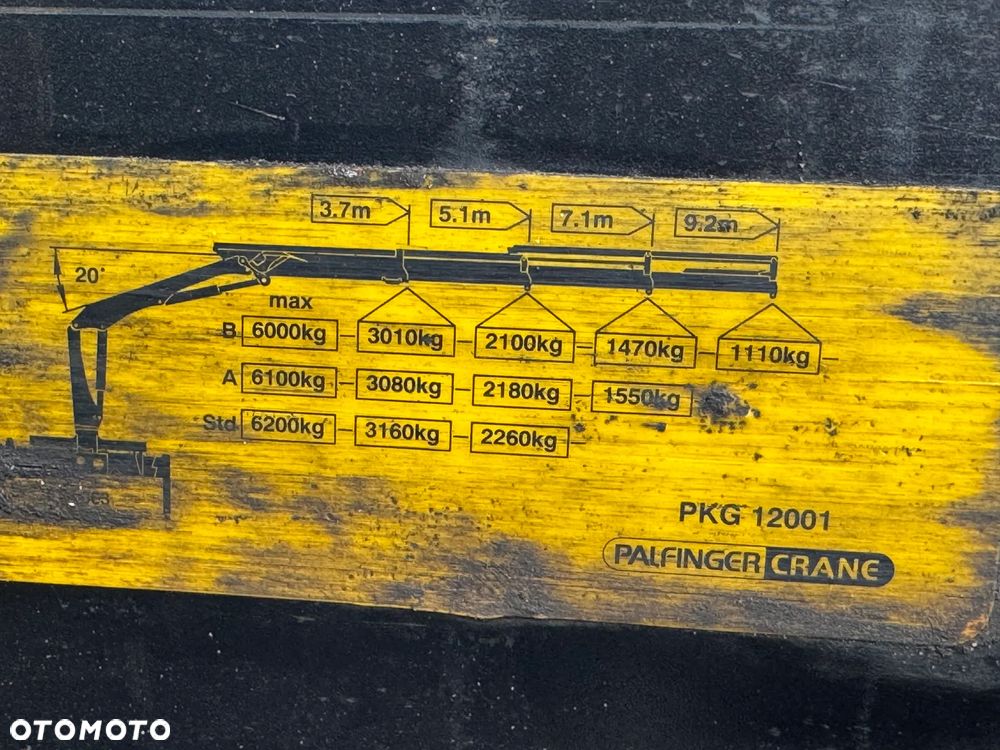 3.7m 5.1m 7.1m 9.2m
20°
max
B 6000kg 3010kg 2100kg 1470kg 1110kg
A 6100kg 3080kg 2180kg 1550kg
Std 6200kg 3160kg 2260kg
PKG 12001
PALFINGER CRANE
OTOMOTO